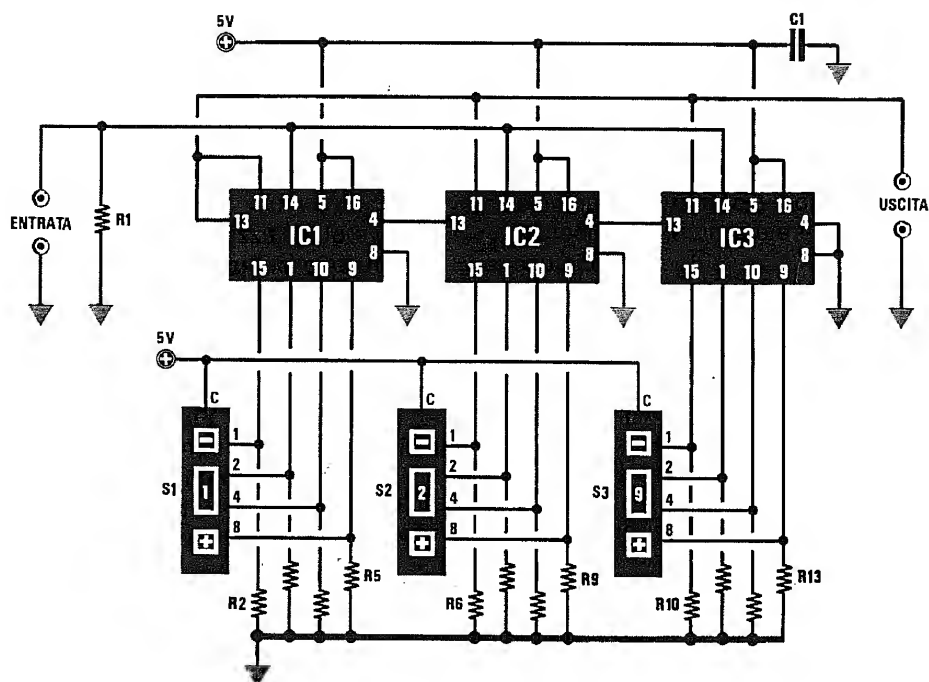 5V
C1
ENTRATA
R1
11 14 5 16
13 IC1 4
8
15 1 10 9
11 14 5 16
13 IC2 4
8
15 1 10 9
11 14 5 16
13 IC3 4
8
15 1 10 9
USCITA
5V
C
1
2
S1 1
4
8
R2
R5
C
1
2
S2 2
4
8
R6
R9
C
1
2
S3 9
4
8
R10
R13